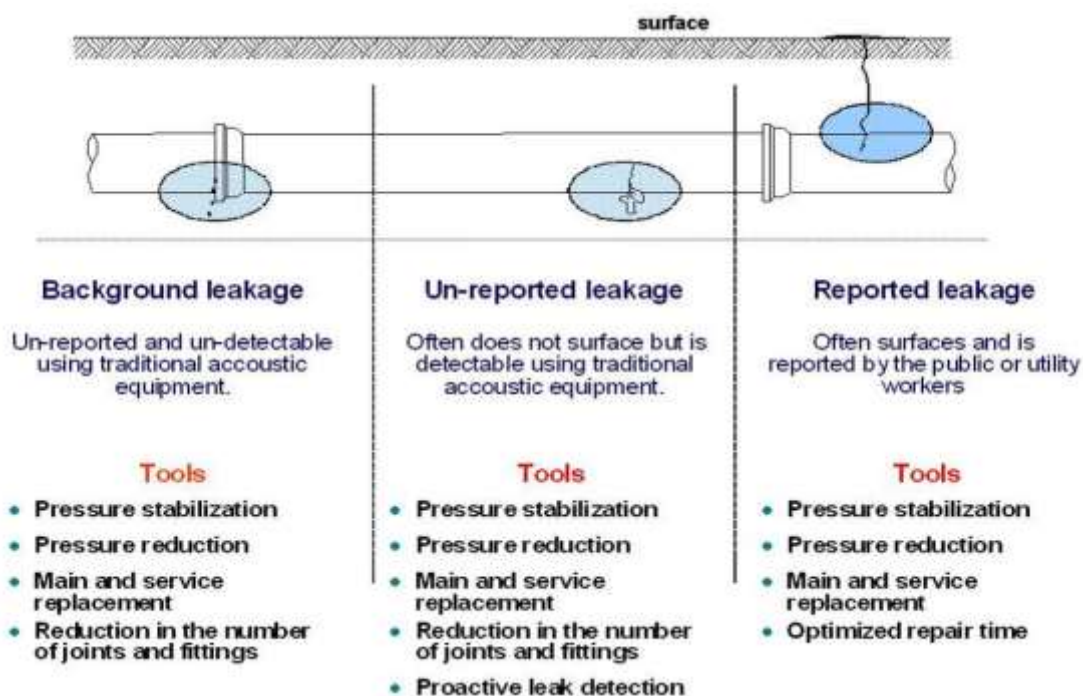 surface
Background leakage
Un-reported and un-detectable
using traditional accoustic
equipment.
Tools
• Pressure stabilization
• Pressure reduction
• Main and service
replacement
• Reduction in the number
of joints and fittings
Un-reported leakage
Often does not surface but is
detectable using traditional
accoustic equipment.
Tools
• Pressure stabilization
• Pressure reduction
• Main and service
replacement
• Reduction in the number
of joints and fittings
• Proactive leak detection
Reported leakage
Often surfaces and is
reported by the public or utility
workers
Tools
• Pressure stabilization
• Pressure reduction
• Main and service
replacement
• Optimized repair time